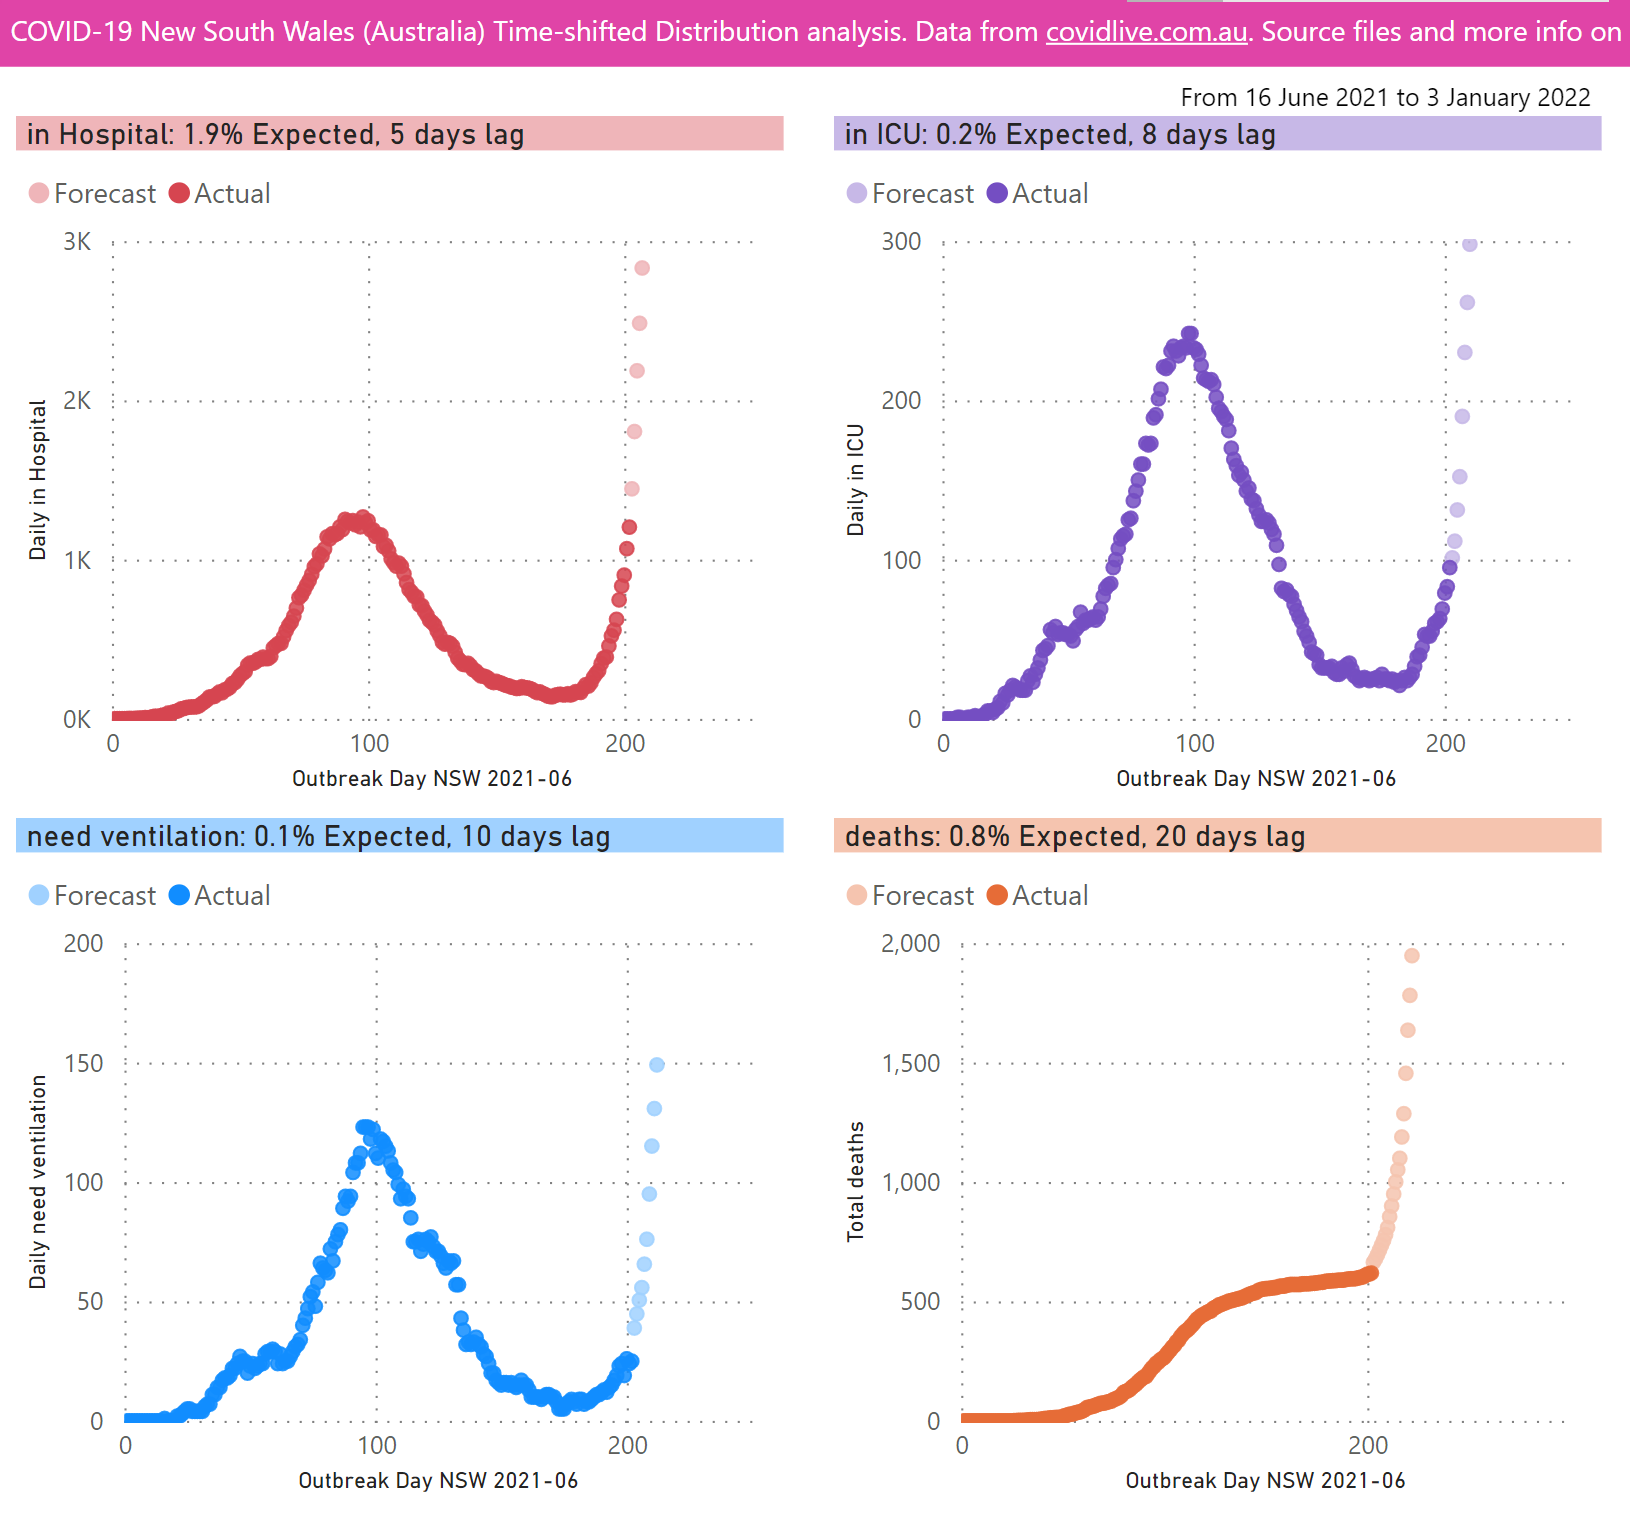 COVID-19 New South Wales (Australia) Time-shifted Distribution analysis. Data from covidlive.com.au. Source files and more info on
From 16 June 2021 to 3 January 2022
in Hospital: 1.9% Expected, 5 days lag
Forecast Actual
3K
2K
1K
0K
Daily in Hospital
0 100 200
Outbreak Day NSW 2021-06
in ICU: 0.2% Expected, 8 days lag
Forecast Actual
300
200
100
0
Daily in ICU
0 100 200
Outbreak Day NSW 2021-06
need ventilation: 0.1% Expected, 10 days lag
Forecast Actual
200
150
100
50
0
Daily need ventilation
0 100 200
Outbreak Day NSW 2021-06
deaths: 0.8% Expected, 20 days lag
Forecast Actual
2,000
1,500
1,000
500
0
Total deaths
0 200
Outbreak Day NSW 2021-06